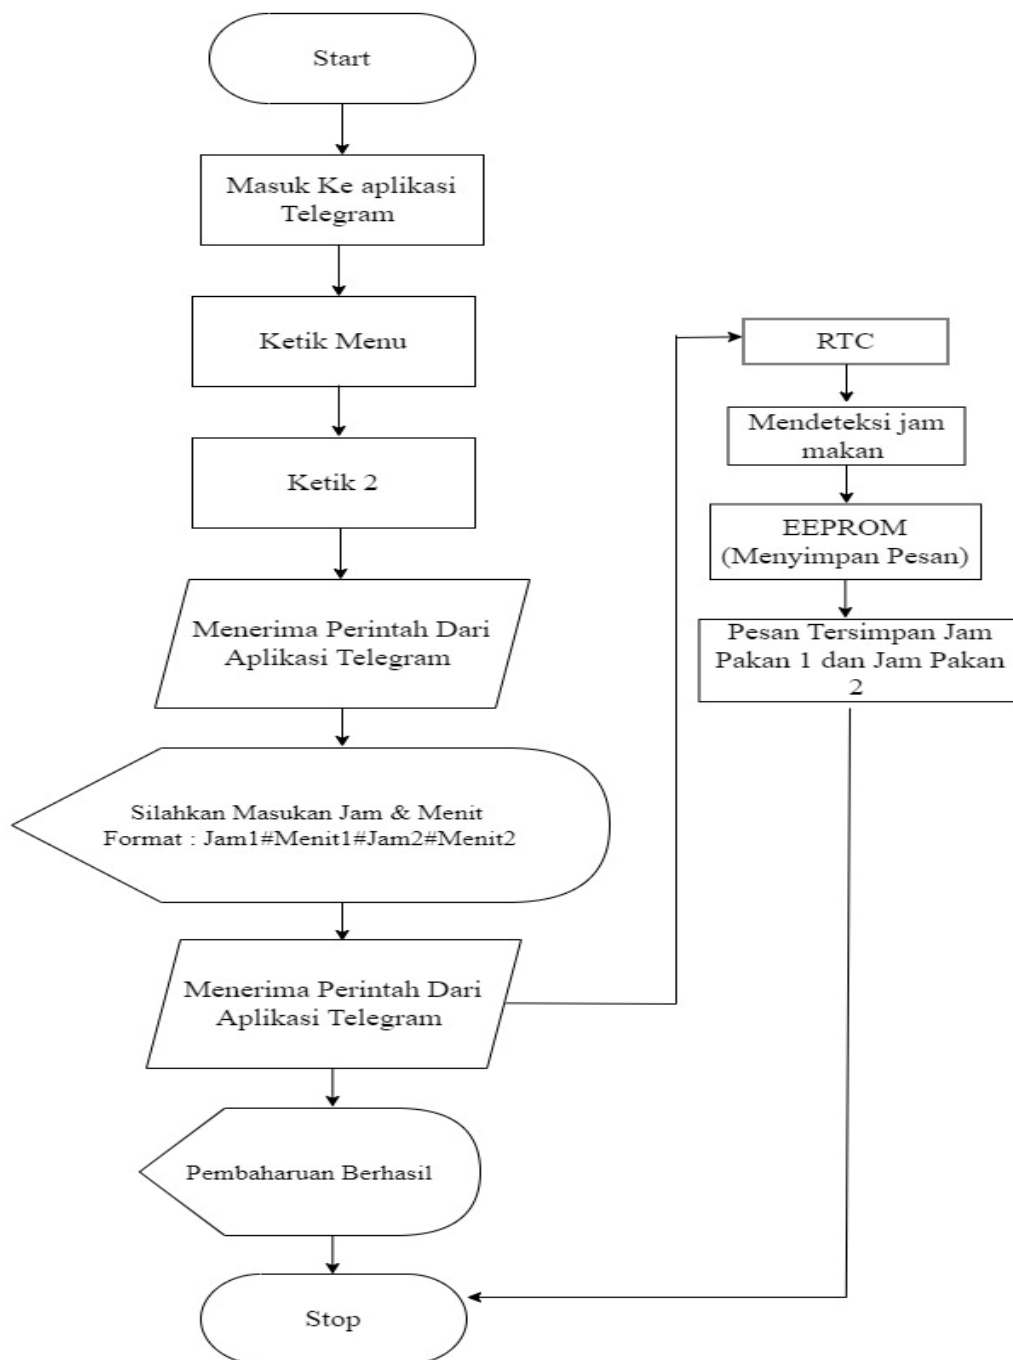 Start
Masuk Ke aplikasi
Telegram
Ketik Menu
Ketik 2
Menerima Perintah Dari
Aplikasi Telegram
Silahkan Masukan Jam & Menit
Format : Jam1#Menit1#Jam2#Menit2
Menerima Perintah Dari
Aplikasi Telegram
Pembaharuan Berhasil
Stop
RTC
Mendeteksi jam
makan
EEPROM
(Menyimpan Pesan)
Pesan Tersimpan Jam
Pakan 1 dan Jam Pakan
2